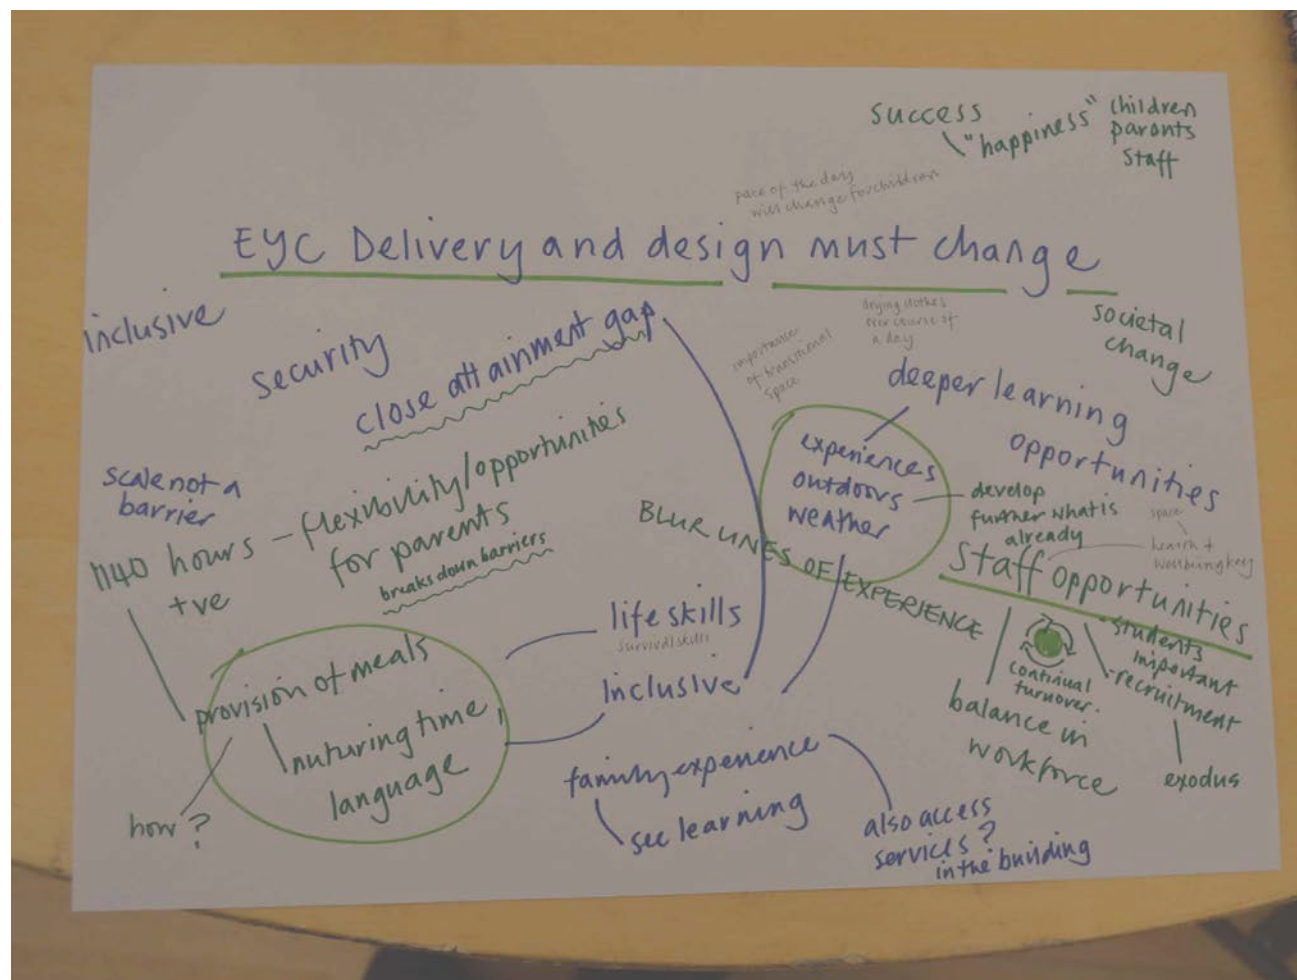 success
"happiness"
children
parents
staff
pace of the day
will change for children
EYC Delivery and design must change
inclusive
security
close attainment gap
importance
of transitional
space
drying clothes
over course of
a day
societal
change
deeper learning
opportunities
experiences
outdoors
weather
develop
further what is
already
space
health +
wellbeing key
scale not a
barrier
1140 hours - flexibility/opportunities
+ve
for parents
breaks down barriers
BLUR LINES OF EXPERIENCE
staff opportunities
students
important
-recruitment
exodus
continual
turnover.
balance in
workforce
life skills
survival skills
inclusive
provision of meals
nuturing time,
language
how?
family experience
see learning
also access
services?
in the building